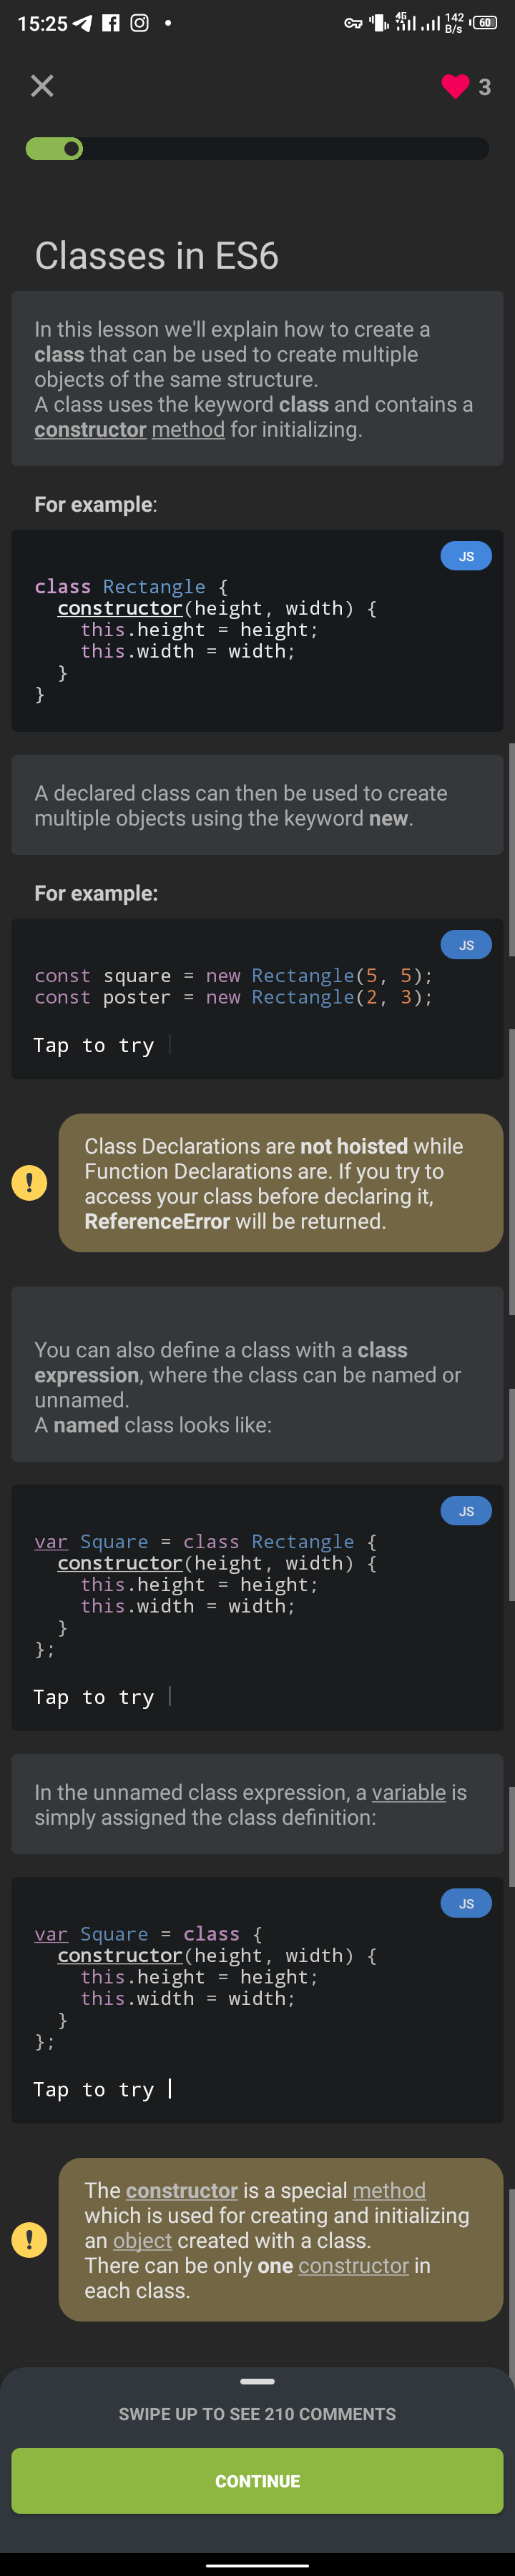 15:25
4G
142
B/s
60
3
Classes in ES6
In this lesson we'll explain how to create a
class that can be used to create multiple
objects of the same structure.
A class uses the keyword class and contains a
constructor method for initializing.
For example:
JS
class Rectangle {
  constructor(height, width) {
    this.height = height;
    this.width = width;
  }
}
A declared class can then be used to create
multiple objects using the keyword new.
For example:
JS
const square = new Rectangle(5, 5);
const poster = new Rectangle(2, 3);
Tap to try
Class Declarations are not hoisted while
Function Declarations are. If you try to
access your class before declaring it,
ReferenceError will be returned.
You can also define a class with a class
expression, where the class can be named or
unnamed.
A named class looks like:
JS
var Square = class Rectangle {
  constructor(height, width) {
    this.height = height;
    this.width = width;
  }
};
Tap to try
In the unnamed class expression, a variable is
simply assigned the class definition:
JS
var Square = class {
  constructor(height, width) {
    this.height = height;
    this.width = width;
  }
};
Tap to try
The constructor is a special method
which is used for creating and initializing
an object created with a class.
There can be only one constructor in
each class.
SWIPE UP TO SEE 210 COMMENTS
CONTINUE